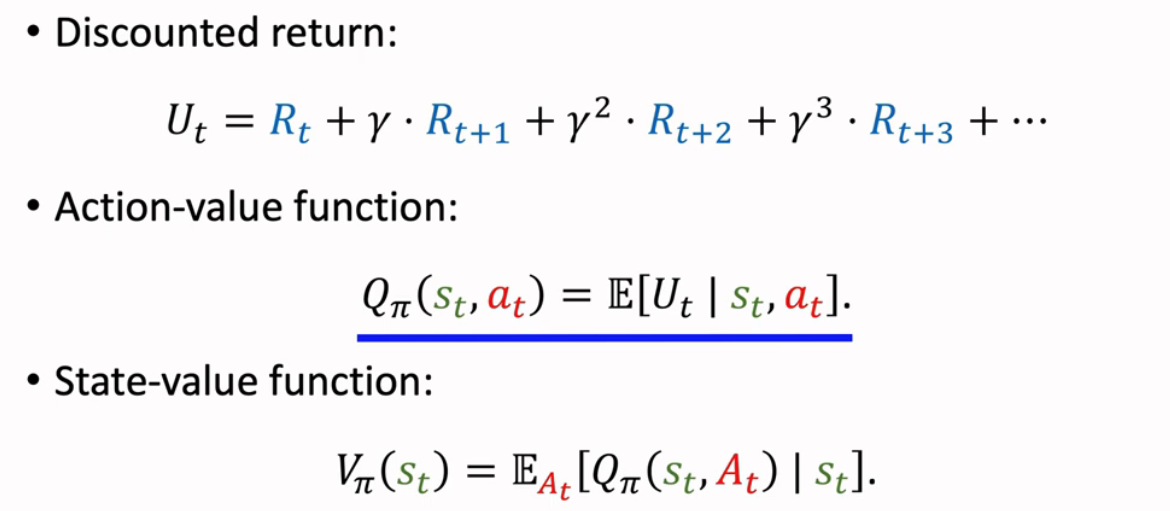 • Discounted return:
U_t = R_t + γ · R_{t+1} + γ² · R_{t+2} + γ³ · R_{t+3} + ⋯
• Action-value function:
Q_π(s_t, a_t) = 𝔼[U_t | s_t, a_t].
• State-value function:
V_π(s_t) = 𝔼_{A_t}[Q_π(s_t, A_t) | s_t].